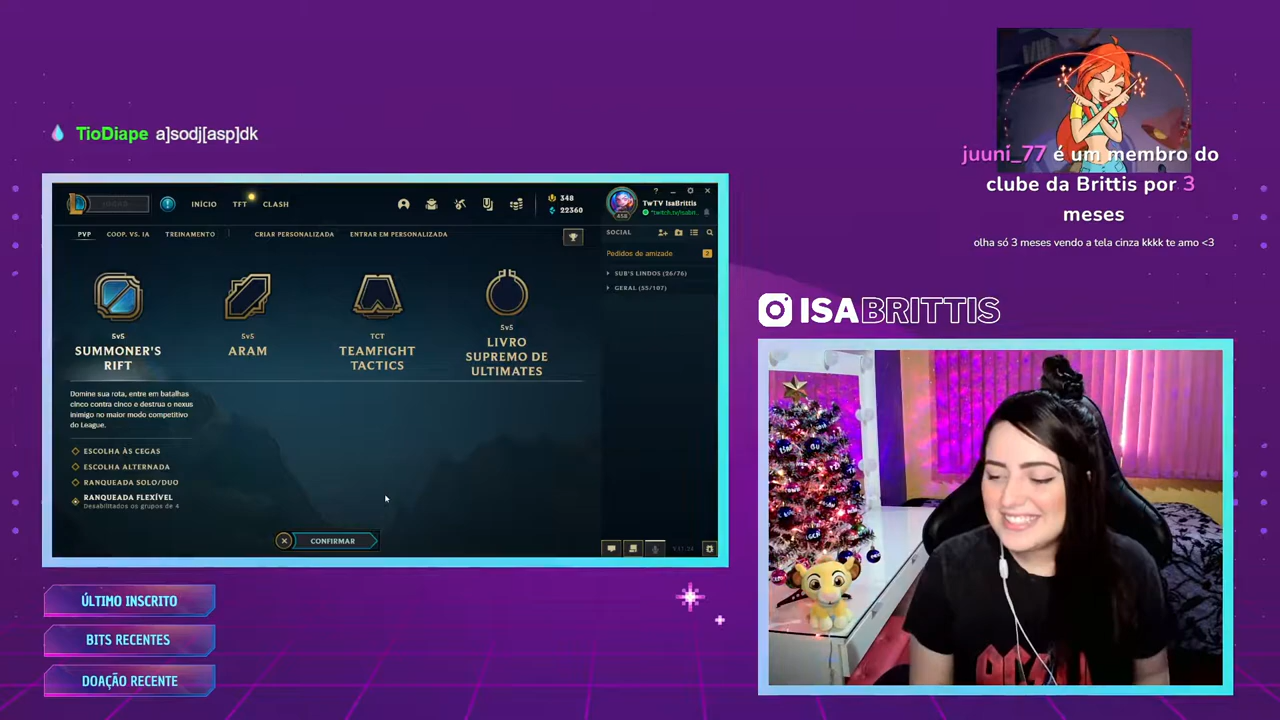 juuni_77 é um membro do
clube da Brittis por 3
meses
olha só 3 meses vendo a tela cinza kkkk te amo <3
TioDiape a]sodj[asp]dk
INÍCIO TFT CLASH
348
22360
TwTV IsaBrittis
458
PVP COOP. VS. IA TREINAMENTO CRIAR PERSONALIZADA ENTRAR EM PERSONALIZADA
SOCIAL
Pedidos de amizade 2
SUB'S LINDOS (26/76)
GERAL (55/107)
5v5
SUMMONER'S
RIFT
5v5
ARAM
TCT
TEAMFIGHT
TACTICS
5v5
LIVRO
SUPREMO DE
ULTIMATES
Domine sua rota, entre em batalhas
cinco contra cinco e destrua o nexus
inimigo no maior modo competitivo
do League.
ESCOLHA ÀS CEGAS
ESCOLHA ALTERNADA
RANQUEADA SOLO/DUO
RANQUEADA FLEXÍVEL
Desabilitados os grupos de 4
CONFIRMAR
ISABRITTIS
ÚLTIMO INSCRITO
BITS RECENTES
DOAÇÃO RECENTE